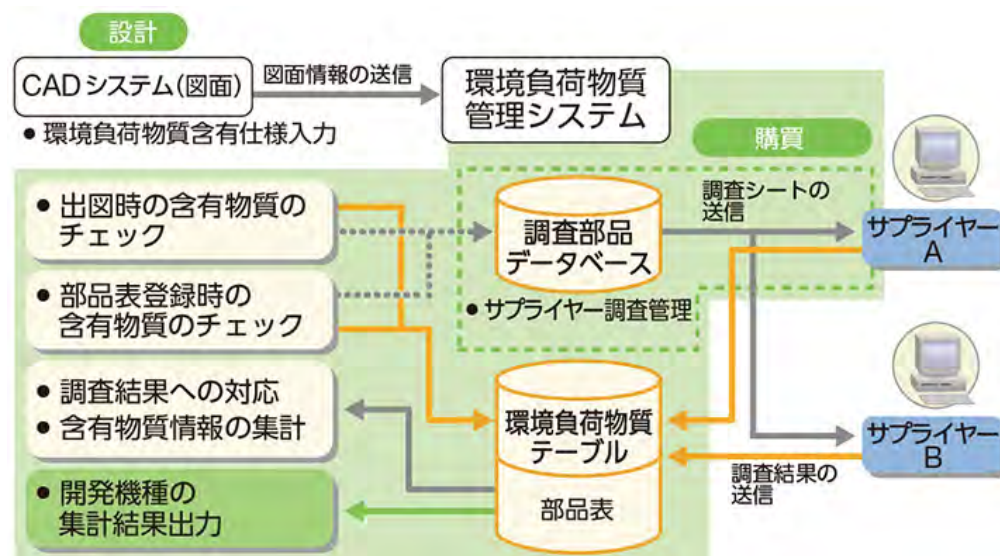 設計
CADシステム(図面)
図面情報の送信
環境負荷物質
管理システム
● 環境負荷物質含有仕様入力
購買
● 出図時の含有物質の
チェック
調査部品
データベース
調査シートの
送信
サプライヤー
A
● 部品表登録時の
含有物質のチェック
● サプライヤー調査管理
● 調査結果への対応
● 含有物質情報の集計
環境負荷物質
テーブル
サプライヤー
B
調査結果の
送信
● 開発機種の
集計結果出力
部品表